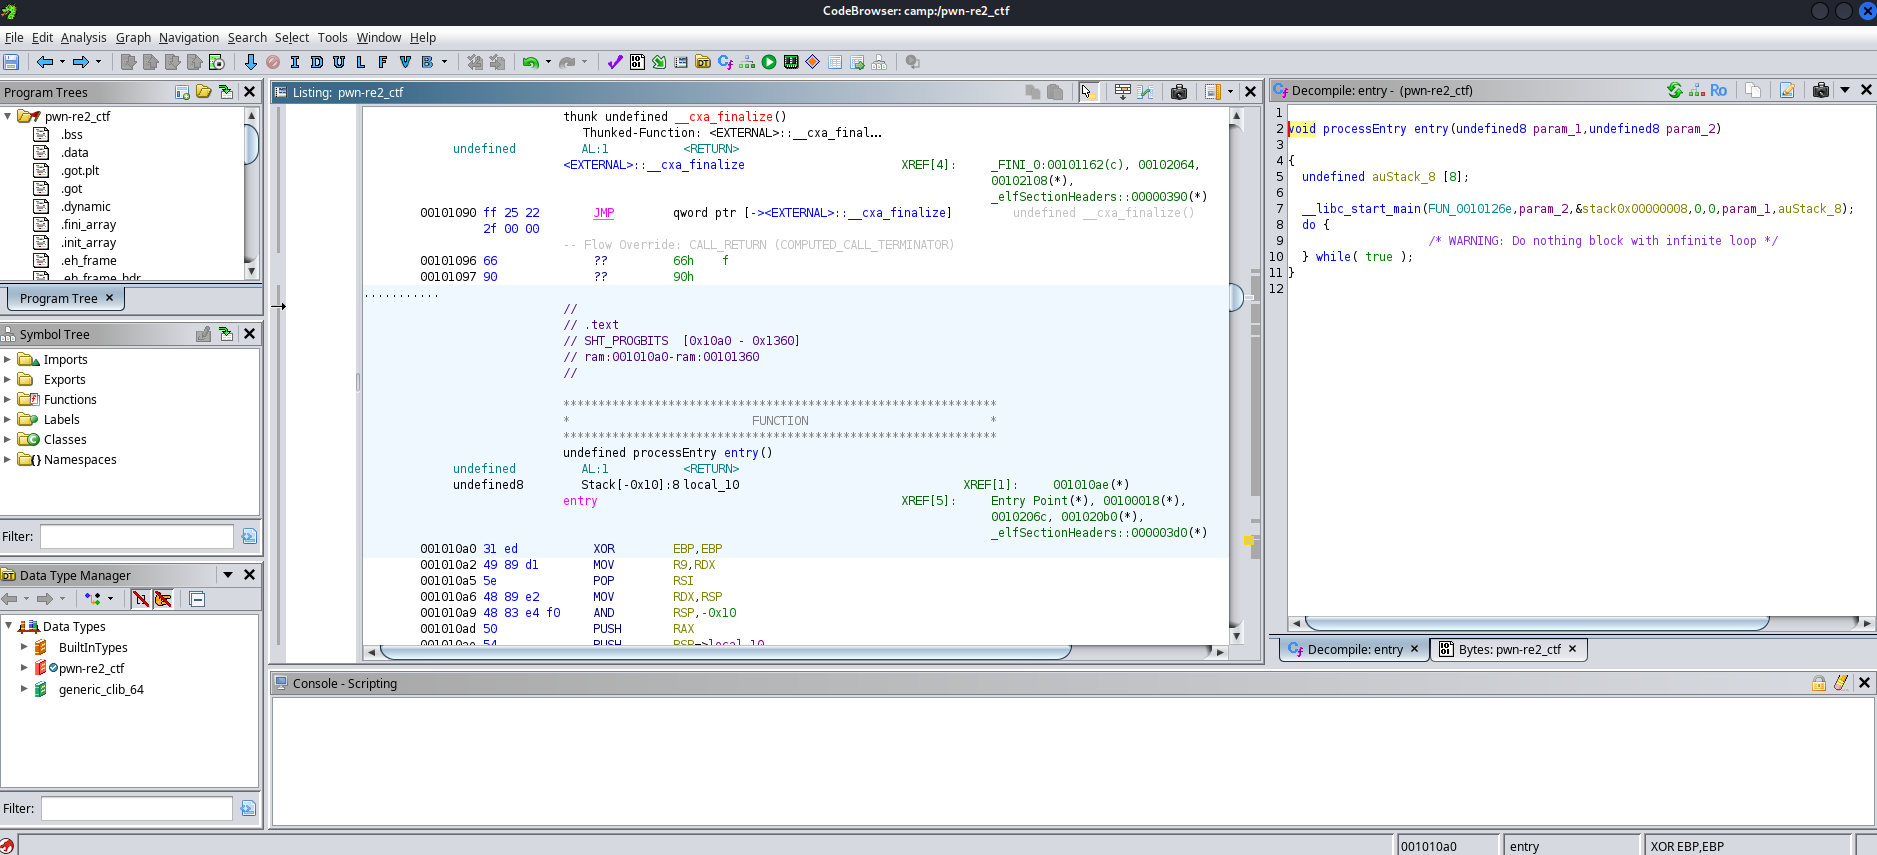 CodeBrowser: camp:/pwn-re2_ctf
File Edit Analysis Graph Navigation Search Select Tools Window Help
I D U L F V B
Program Trees
pwn-re2_ctf
.bss
.data
.got.plt
.got
.dynamic
.fini_array
.init_array
.eh_frame
.eh_frame_hdr
Program Tree ×
Symbol Tree
Imports
Exports
Functions
Labels
Classes
Namespaces
Filter:
Data Type Manager
Data Types
BuiltInTypes
pwn-re2_ctf
generic_clib_64
Filter:
Listing: pwn-re2_ctf
thunk undefined __cxa_finalize()
Thunked-Function: <EXTERNAL>::__cxa_final...
undefined AL:1 <RETURN>
<EXTERNAL>::__cxa_finalize XREF[4]: _FINI_0:00101162(c), 00102064,
00102108(*),
_elfSectionHeaders::00000390(*)
00101090 ff 25 22 JMP qword ptr [-><EXTERNAL>::__cxa_finalize] undefined __cxa_finalize()
2f 00 00
-- Flow Override: CALL_RETURN (COMPUTED_CALL_TERMINATOR)
00101096 66 ?? 66h f
00101097 90 ?? 90h
...........
//
// .text
// SHT_PROGBITS [0x10a0 - 0x1360]
// ram:001010a0-ram:00101360
//
**************************************************************
* FUNCTION *
**************************************************************
undefined processEntry entry()
undefined AL:1 <RETURN>
undefined8 Stack[-0x10]:8 local_10 XREF[1]: 001010ae(*)
entry XREF[5]: Entry Point(*), 00100018(*),
0010206c, 001020b0(*),
_elfSectionHeaders::000003d0(*)
001010a0 31 ed XOR EBP,EBP
001010a2 49 89 d1 MOV R9,RDX
001010a5 5e POP RSI
001010a6 48 89 e2 MOV RDX,RSP
001010a9 48 83 e4 f0 AND RSP,-0x10
001010ad 50 PUSH RAX
001010ae 54 PUSH RSP=>local_10
Decompile: entry - (pwn-re2_ctf)
Ro
1
2 void processEntry entry(undefined8 param_1,undefined8 param_2)
3
4 {
5 undefined auStack_8 [8];
6
7 __libc_start_main(FUN_0010126e,param_2,&stack0x00000008,0,0,param_1,auStack_8);
8 do {
9 /* WARNING: Do nothing block with infinite loop */
10 } while( true );
11 }
12
Decompile: entry × Bytes: pwn-re2_ctf ×
Console - Scripting
001010a0 entry XOR EBP,EBP